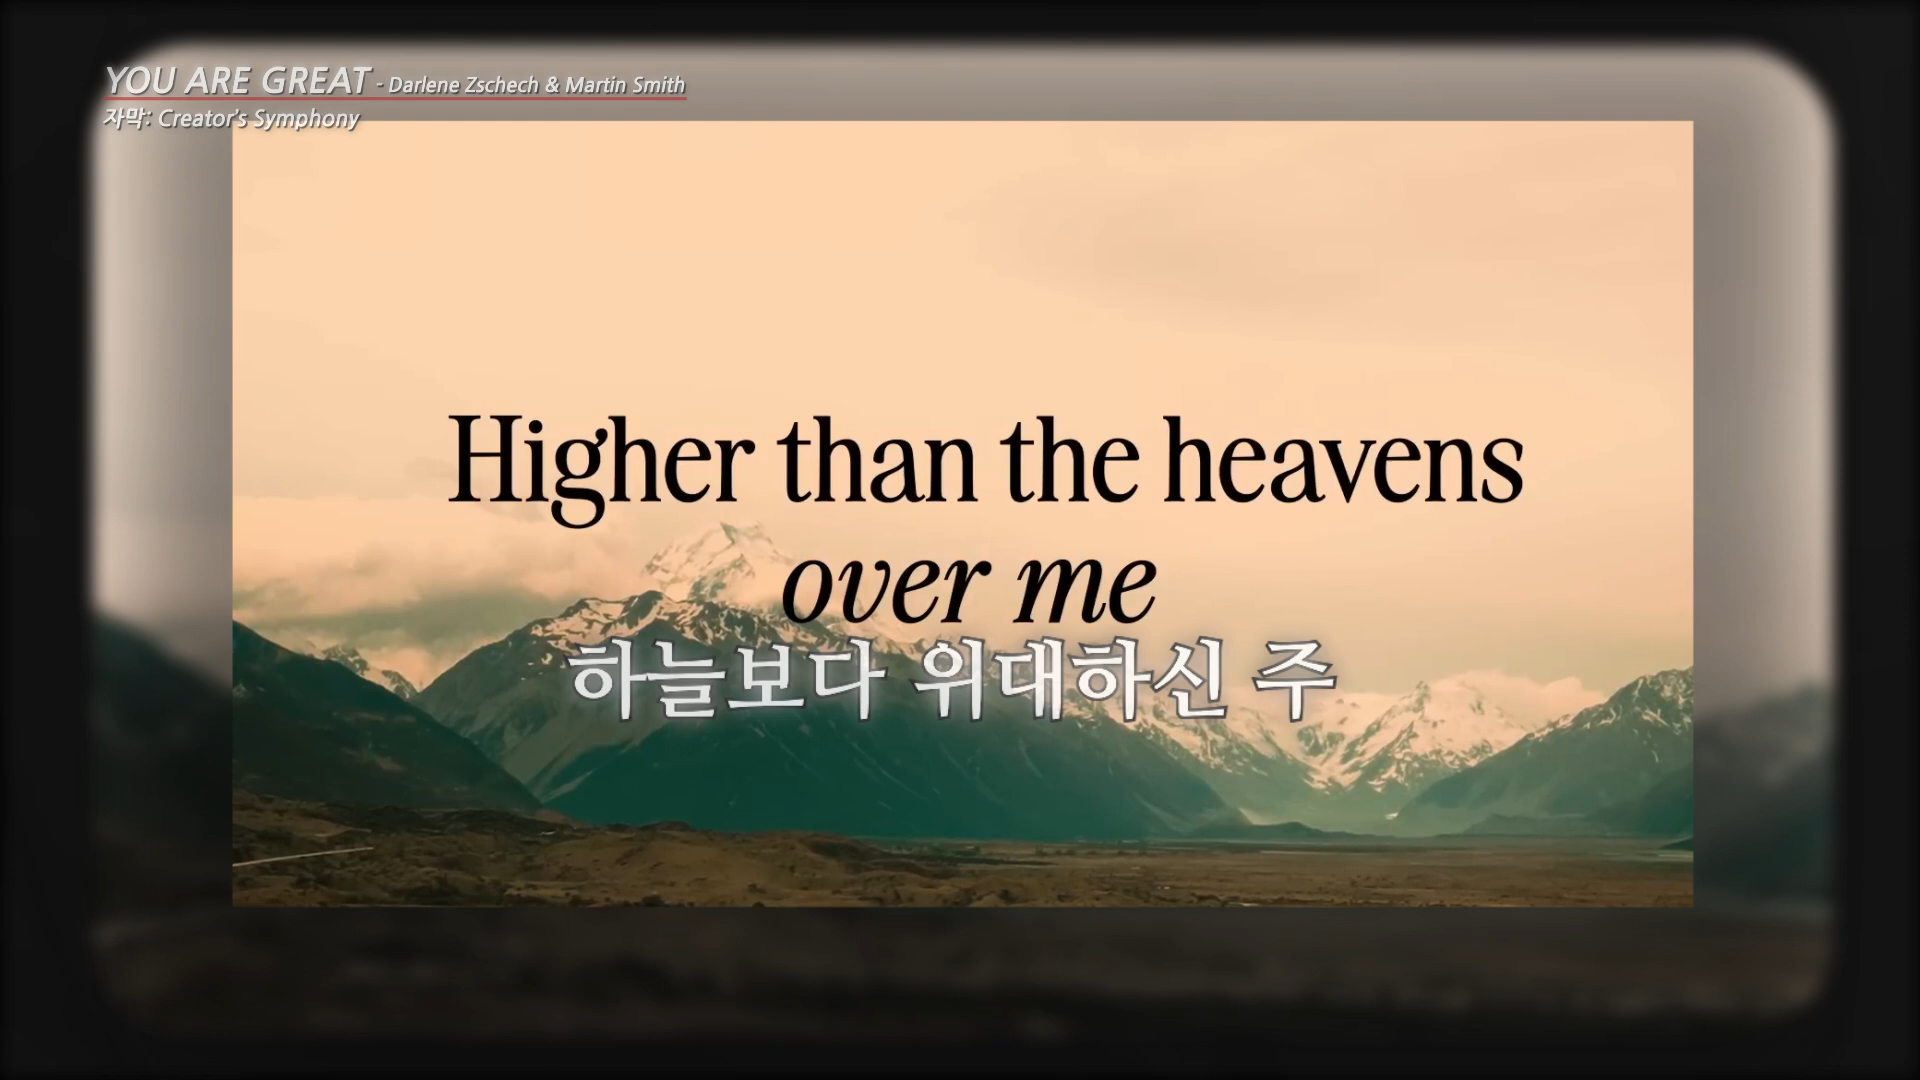 YOU ARE GREAT - Darlene Zschech & Martin Smith
자막: Creator's Symphony
Higher than the heavens
over me
하늘보다 위대하신 주